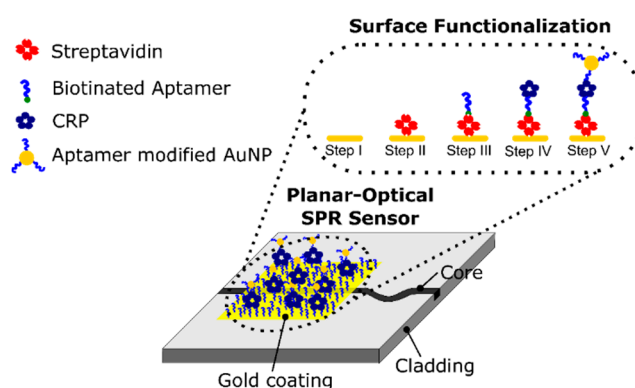 Surface Functionalization
Streptavidin
Biotinated Aptamer
CRP
Aptamer modified AuNP
Step I
Step II
Step III
Step IV
Step V
Planar-Optical
SPR Sensor
Core
Cladding
Gold coating